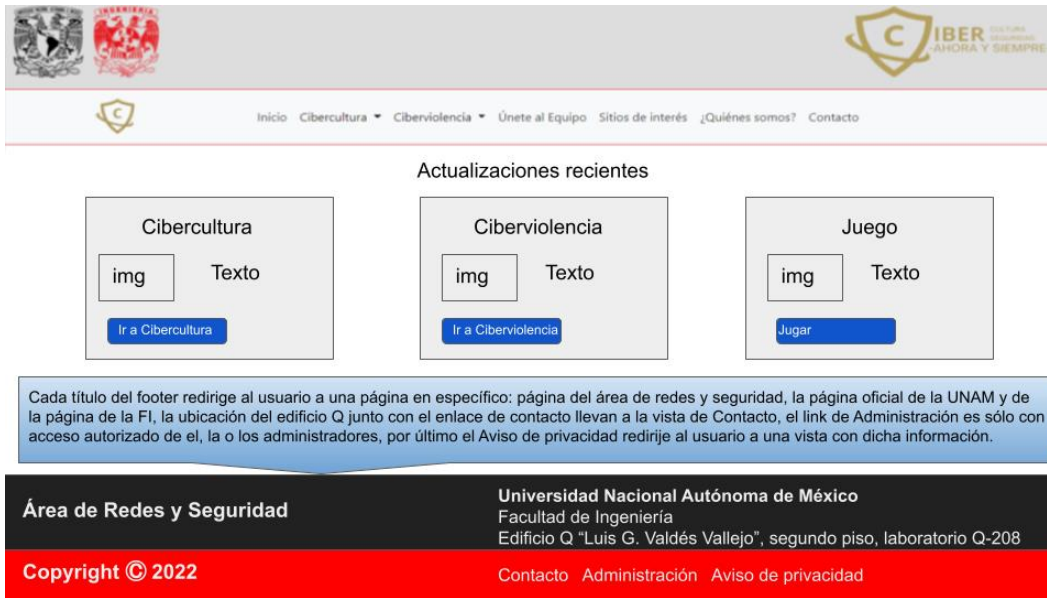 INGENIERIA
C IBER CULTURA
SEGURIDAD
AHORA Y SIEMPRE
C
Inicio Cibercultura Ciberviolencia Únete al Equipo Sitios de interés ¿Quiénes somos? Contacto
Actualizaciones recientes
Cibercultura
img Texto
Ir a Cibercultura
Ciberviolencia
img Texto
Ir a Ciberviolencia
Juego
img Texto
Jugar
Cada título del footer redirige al usuario a una página en específico: página del área de redes y seguridad, la página oficial de la UNAM y de
la página de la FI, la ubicación del edificio Q junto con el enlace de contacto llevan a la vista de Contacto, el link de Administración es sólo con
acceso autorizado de el, la o los administradores, por último el Aviso de privacidad redirije al usuario a una vista con dicha información.
Área de Redes y Seguridad
Universidad Nacional Autónoma de México
Facultad de Ingeniería
Edificio Q “Luis G. Valdés Vallejo”, segundo piso, laboratorio Q-208
Copyright © 2022
Contacto Administración Aviso de privacidad